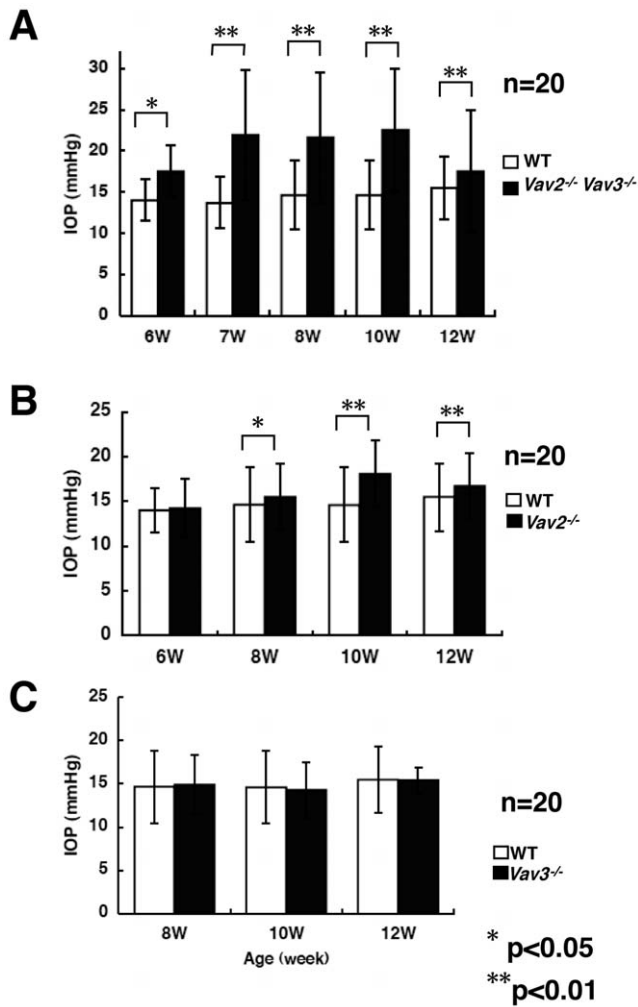 A
** ** ** **
*
n=20
IOP (mmHg)
30
25
20
15
10
5
0
WT
Vav2-/- Vav3-/-
6W 7W 8W 10W 12W
B
* ** **
n=20
IOP (mmHg)
25
20
15
10
5
0
WT
Vav2-/-
6W 8W 10W 12W
C
n=20
IOP (mmHg)
25
20
15
10
5
0
WT
Vav3-/-
8W 10W 12W
Age (week)
* p<0.05
**p<0.01